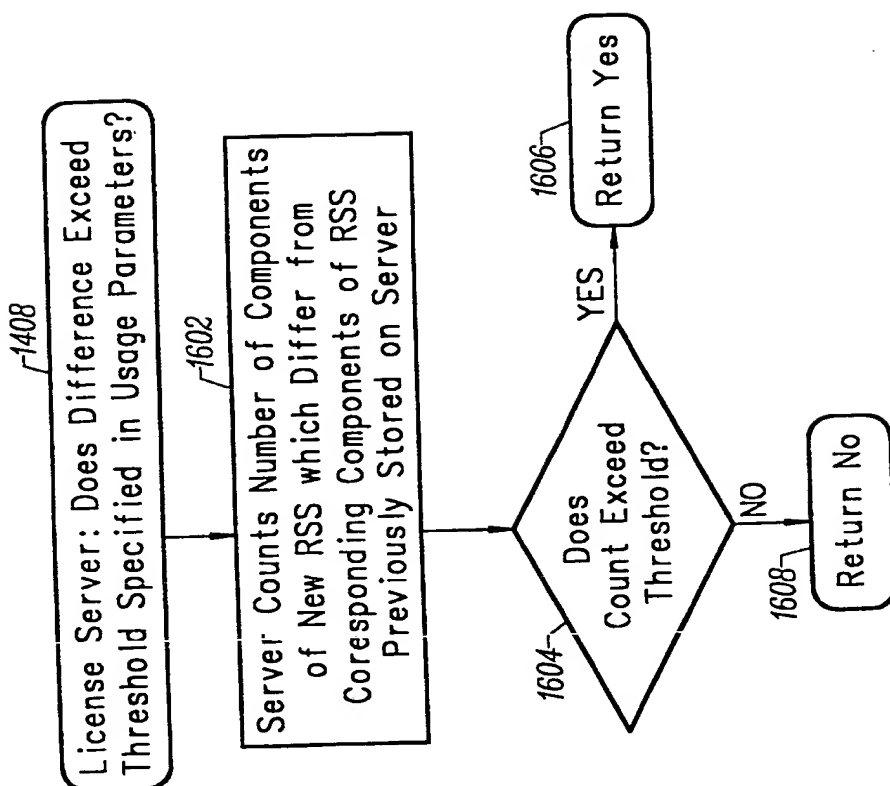 1408
License Server: Does Difference Exceed
Threshold Specified in Usage Parameters?
1602
Server Counts Number of Components
of New RSS which Differ from
Coresponding Components of RSS
Previously Stored on Server
1604
Does
Count Exceed
Threshold?
YES
1606
Return Yes
NO
1608
Return No